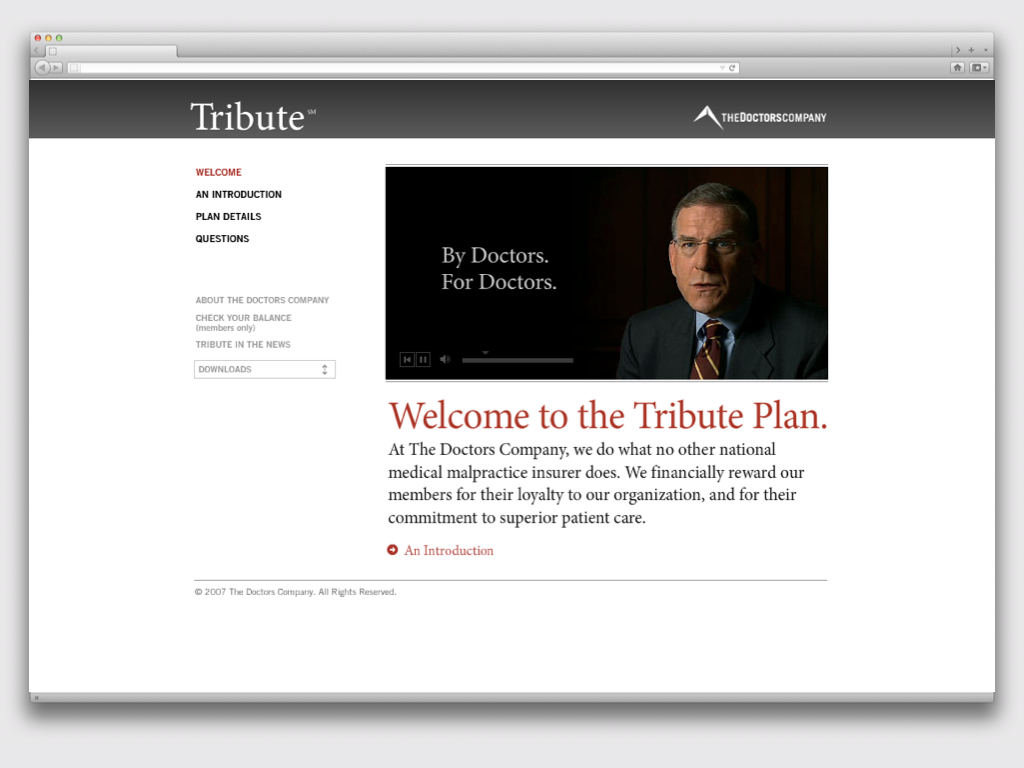 Tribute℠
THE DOCTORS COMPANY
WELCOME
AN INTRODUCTION
PLAN DETAILS
QUESTIONS
ABOUT THE DOCTORS COMPANY
CHECK YOUR BALANCE
(members only)
TRIBUTE IN THE NEWS
DOWNLOADS
By Doctors.
For Doctors.
Welcome to the Tribute Plan.
At The Doctors Company, we do what no other national
medical malpractice insurer does. We financially reward our
members for their loyalty to our organization, and for their
commitment to superior patient care.
An Introduction
© 2007 The Doctors Company. All Rights Reserved.